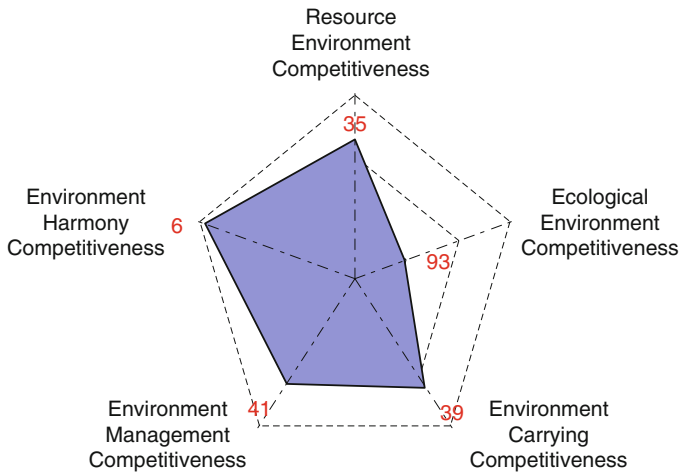 Resource
Environment
Competitiveness
35
Ecological
Environment
Competitiveness
93
Environment
Harmony
Competitiveness
6
Environment
Management
Competitiveness
41
Environment
Carrying
Competitiveness
39